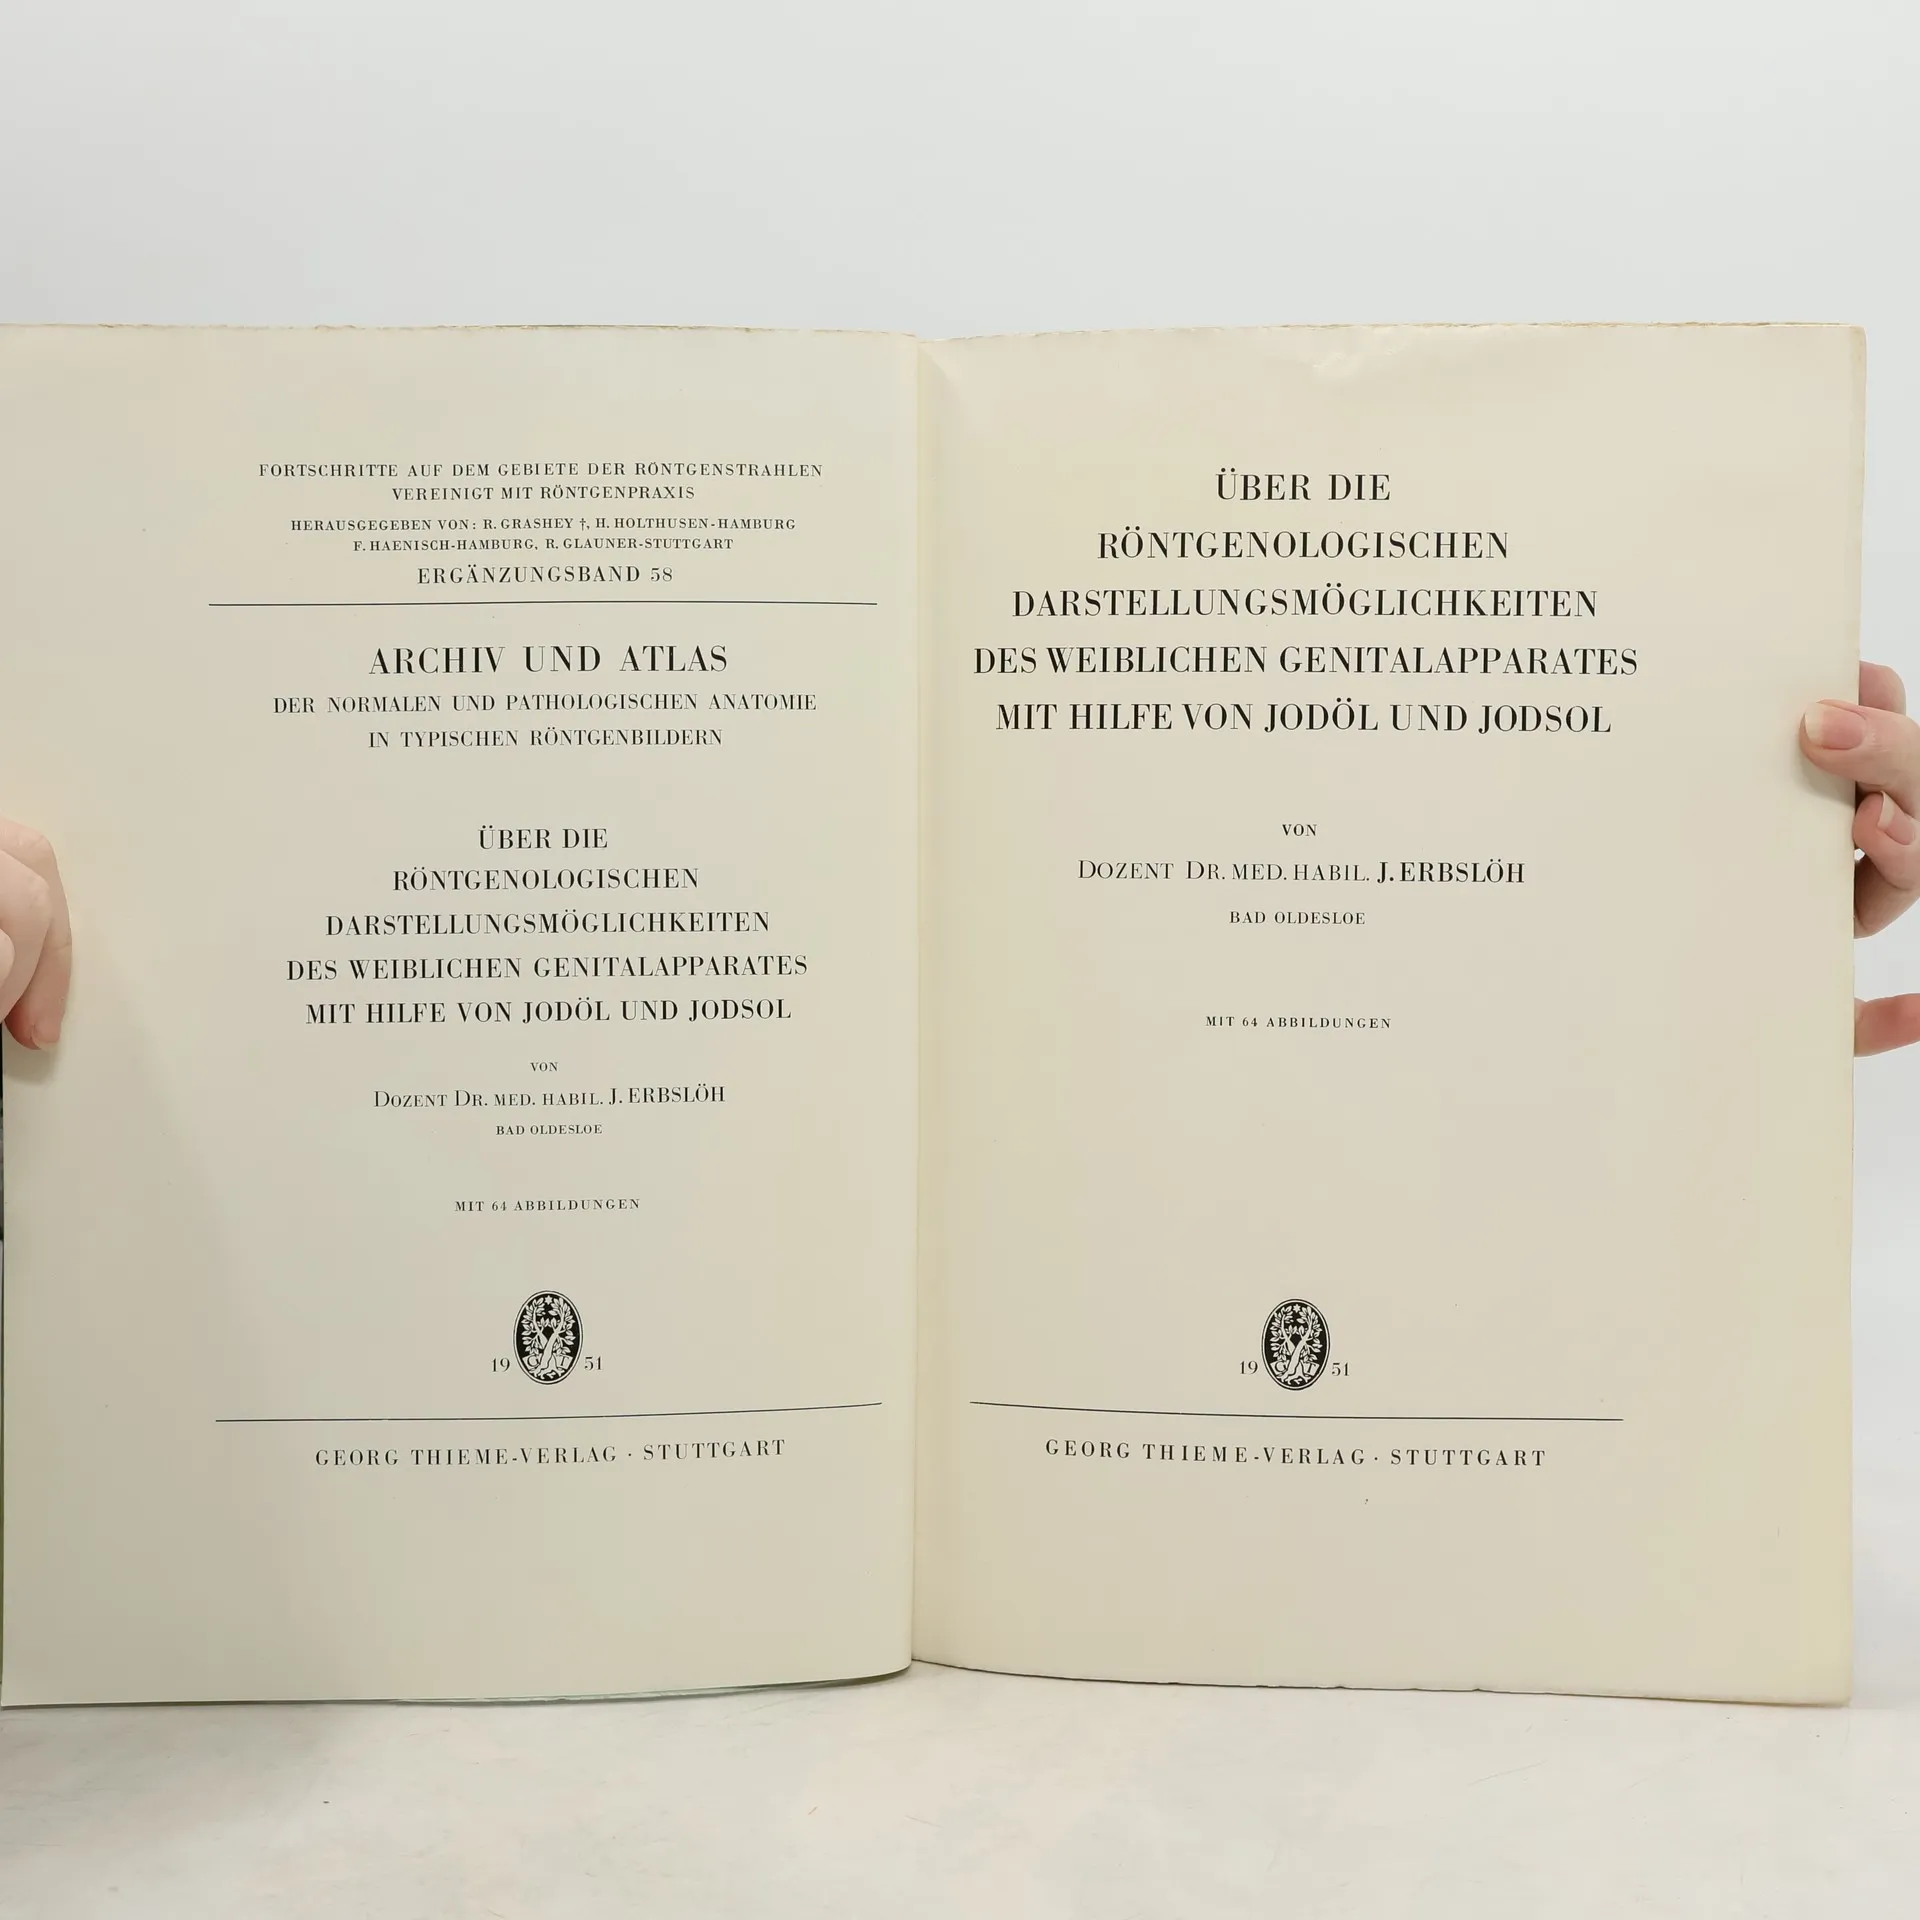 FORTSCHRITTE AUF DEM GEBIETE DER RÖNTGENSTRAHLEN
VEREINIGT MIT RÖNTGENPRAXIS
HERAUSGEGEBEN VON: R. GRASHEY †, H. HOLTHUSEN-HAMBURG
F. HAENISCH-HAMBURG, R. GLAUNER-STUTTGART
ERGÄNZUNGSBAND 58
ARCHIV UND ATLAS
DER NORMALEN UND PATHOLOGISCHEN ANATOMIE
IN TYPISCHEN RÖNTGENBILDERN
ÜBER DIE
RÖNTGENOLOGISCHEN
DARSTELLUNGSMÖGLICHKEITEN
DES WEIBLICHEN GENITALAPPARATES
MIT HILFE VON JODÖL UND JODSOL
VON
DOZENT DR. MED. HABIL. J. ERBSLÖH
BAD OLDESLOE
MIT 64 ABBILDUNGEN
19 G T 51
GEORG THIEME-VERLAG · STUTTGART
ÜBER DIE
RÖNTGENOLOGISCHEN
DARSTELLUNGSMÖGLICHKEITEN
DES WEIBLICHEN GENITALAPPARATES
MIT HILFE VON JODÖL UND JODSOL
VON
DOZENT DR. MED. HABIL. J. ERBSLÖH
BAD OLDESLOE
MIT 64 ABBILDUNGEN
19 G T 51
GEORG THIEME-VERLAG · STUTTGART